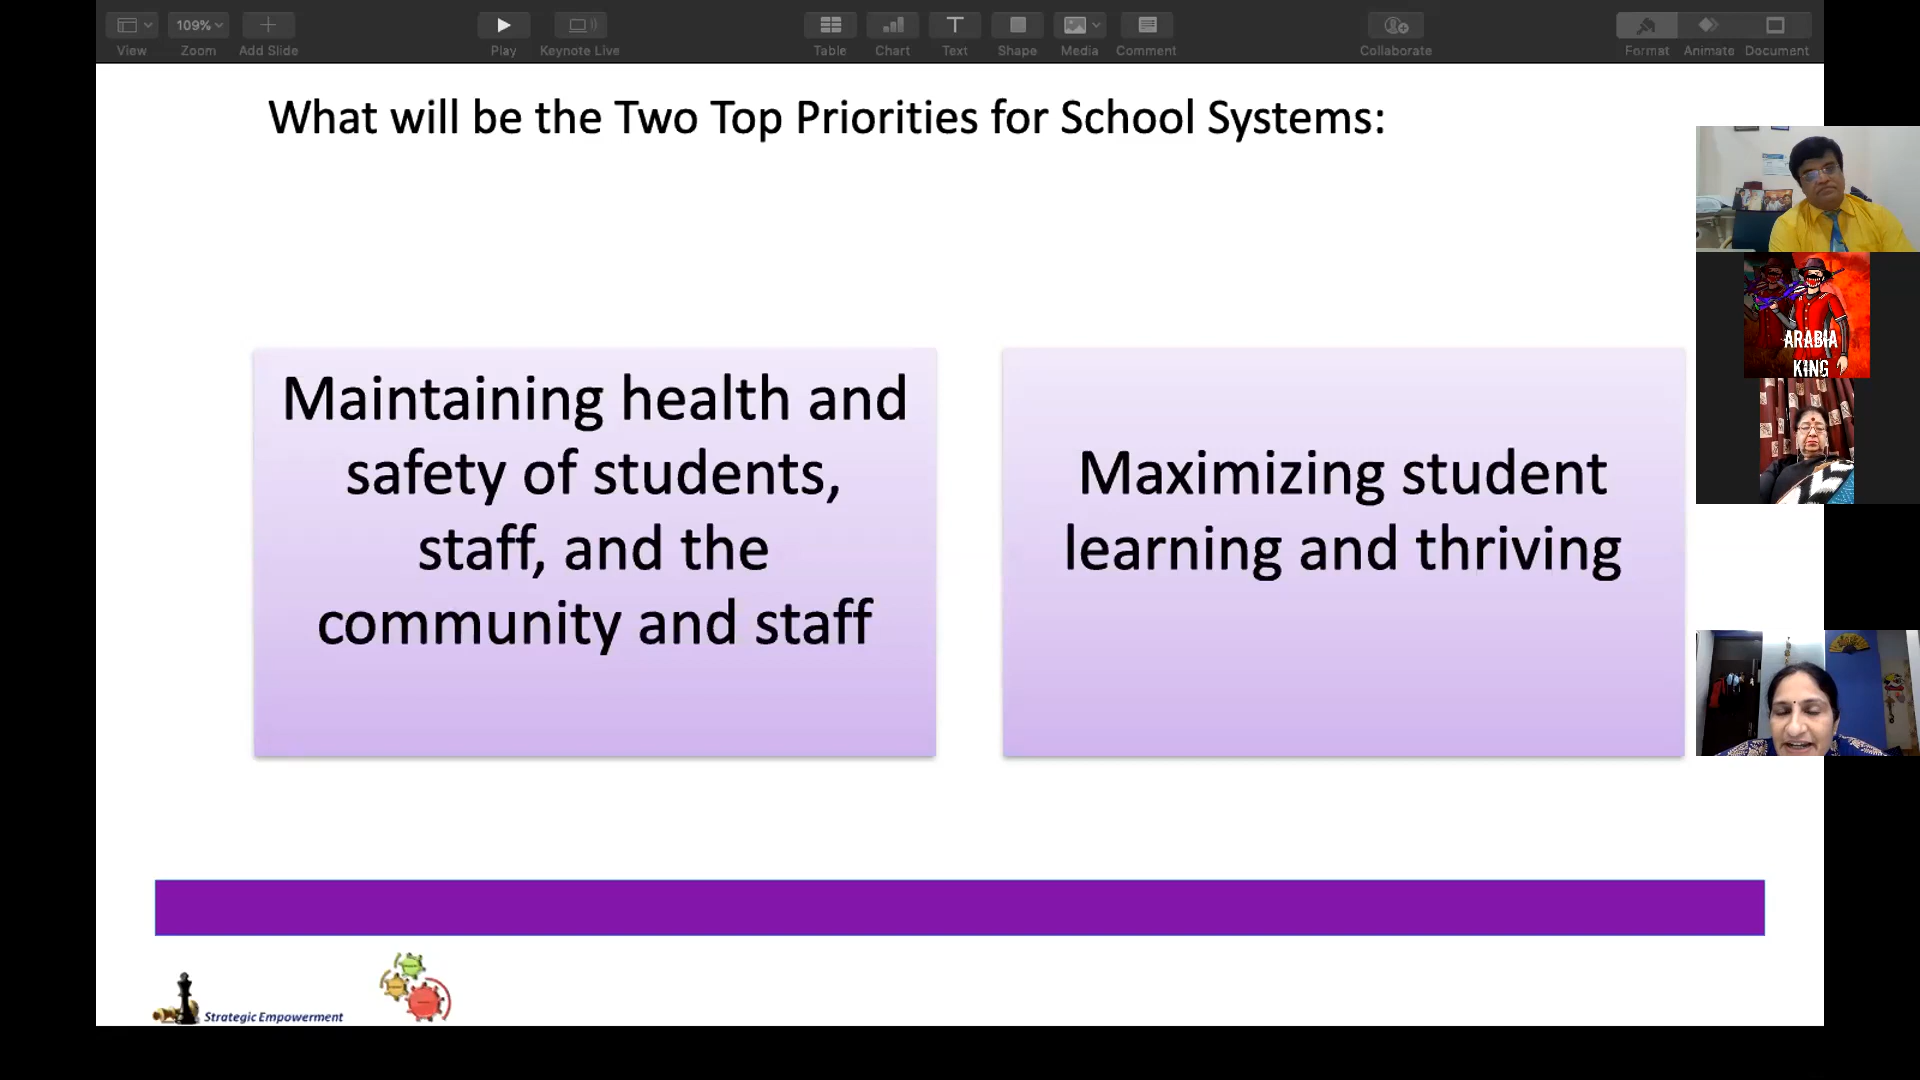 109%
View
Zoom
Add Slide
Play
Keynote Live
Table
Chart
Text
Shape
Media
Comment
Collaborate
Format
Animate
Document
What will be the Two Top Priorities for School Systems:
Maintaining health and
safety of students,
staff, and the
community and staff
Maximizing student
learning and thriving
ARABIA
KING
Strategic Empowerment